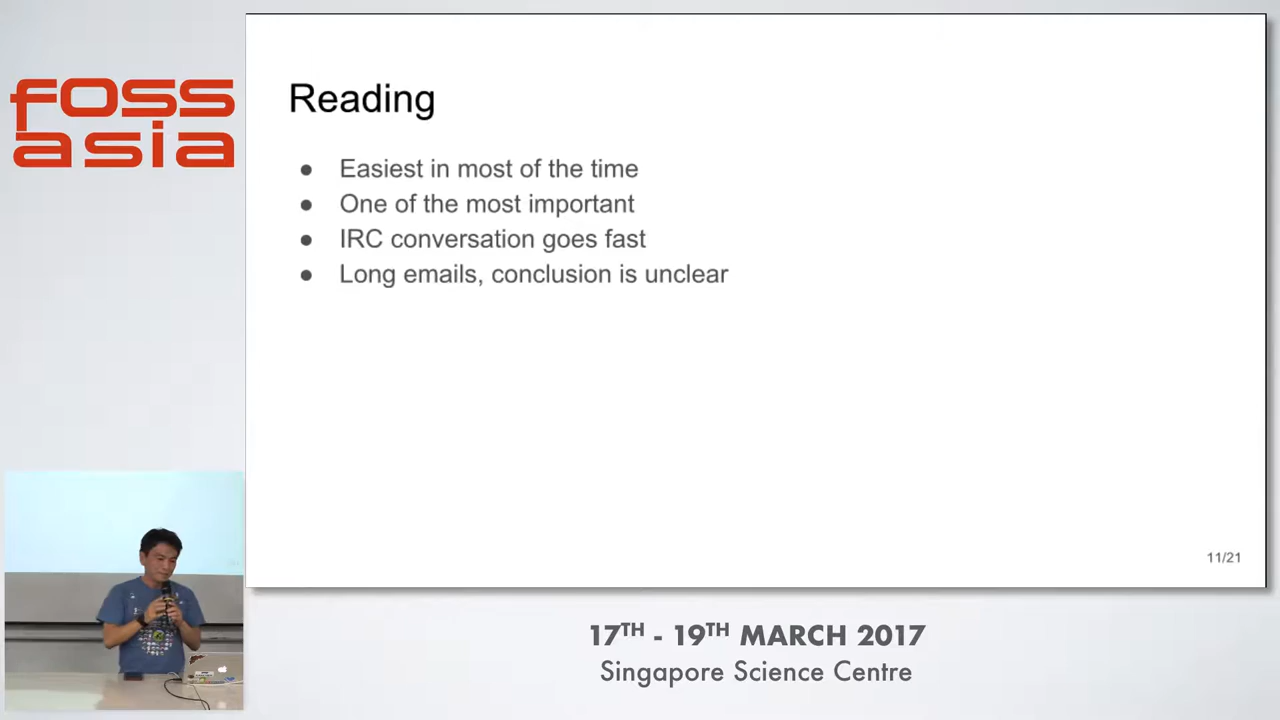 foss
asia
Reading
● Easiest in most of the time
● One of the most important
● IRC conversation goes fast
● Long emails, conclusion is unclear
11/21
17TH - 19TH MARCH 2017
Singapore Science Centre